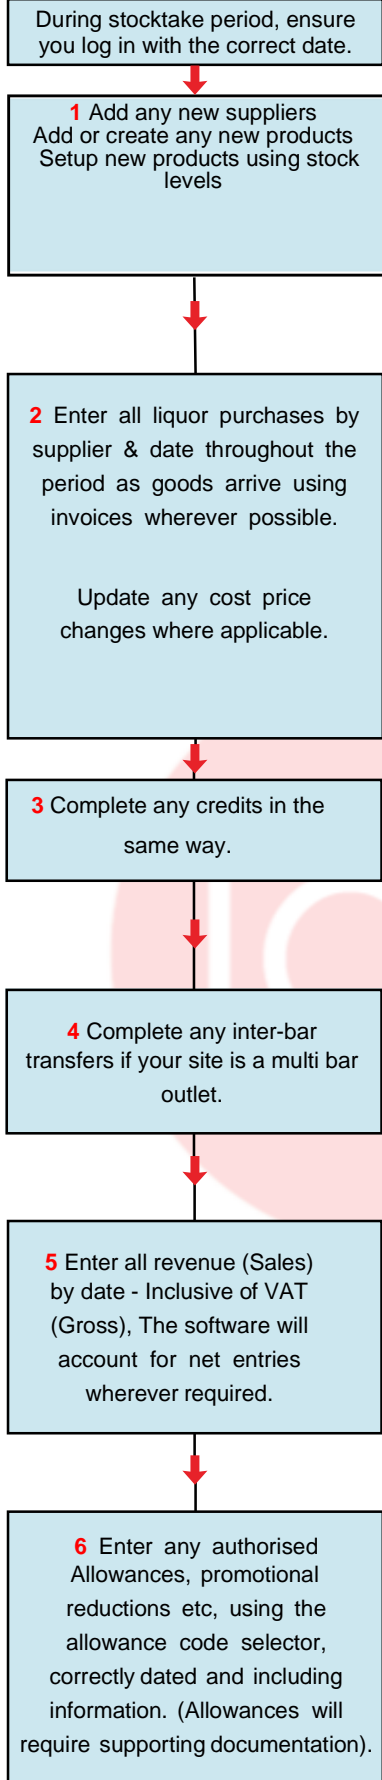 During stocktake period, ensure
you log in with the correct date.
1 Add any new suppliers
Add or create any new products
Setup new products using stock
levels
2 Enter all liquor purchases by
supplier & date throughout the
period as goods arrive using
invoices wherever possible.
Update any cost price
changes where applicable.
3 Complete any credits in the
same way.
4 Complete any inter-bar
transfers if your site is a multi bar
outlet.
5 Enter all revenue (Sales)
by date - Inclusive of VAT
(Gross), The software will
account for net entries
wherever required.
6 Enter any authorised
Allowances, promotional
reductions etc, using the
allowance code selector,
correctly dated and including
information. (Allowances will
require supporting documentation).